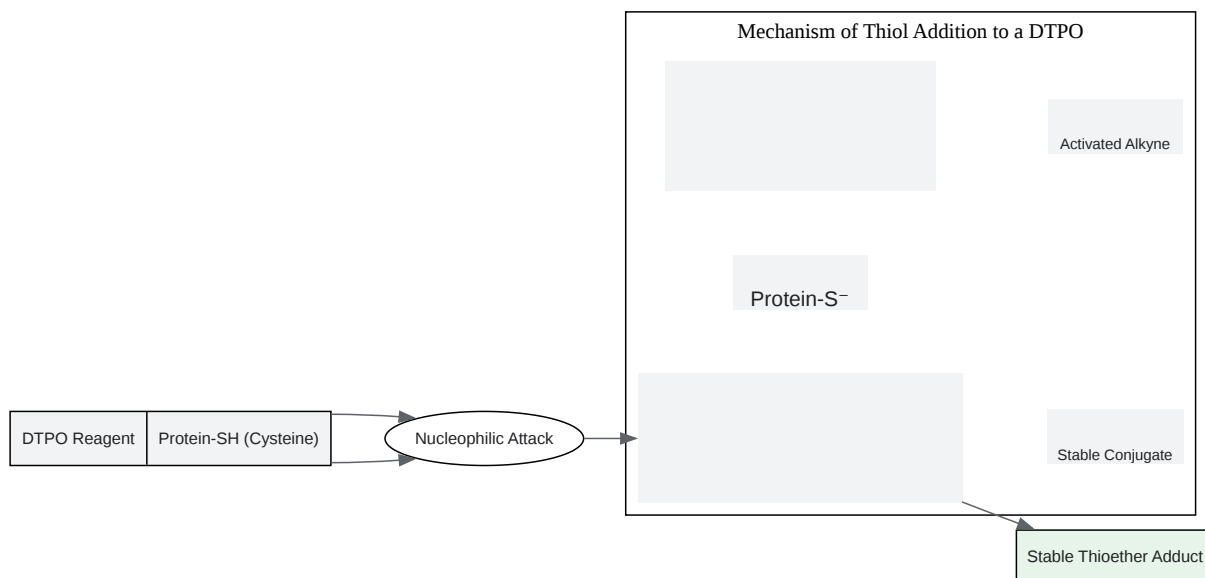 Mechanism of Thiol Addition to a DTPO
Activated Alkyne
Protein-S⁻
DTPO Reagent
Protein-SH (Cysteine)
Nucleophilic Attack
Stable Conjugate
Stable Thioether Adduct